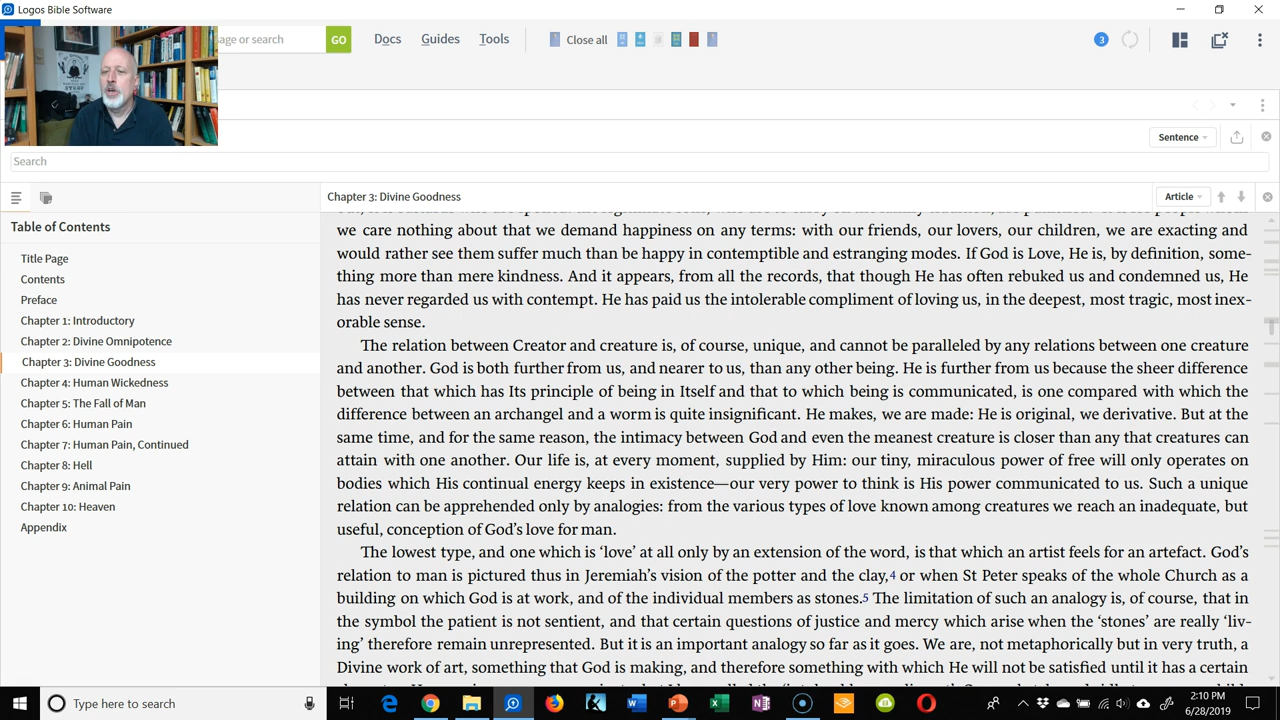 Logos Bible Software
sage or search
GO
Docs
Guides
Tools
Close all
3
Sentence
Search
Chapter 3: Divine Goodness
Article
Table of Contents
Title Page
Contents
Preface
Chapter 1: Introductory
Chapter 2: Divine Omnipotence
Chapter 3: Divine Goodness
Chapter 4: Human Wickedness
Chapter 5: The Fall of Man
Chapter 6: Human Pain
Chapter 7: Human Pain, Continued
Chapter 8: Hell
Chapter 9: Animal Pain
Chapter 10: Heaven
Appendix
we care nothing about that we demand happiness on any terms: with our friends, our lovers, our children, we are exacting and
would rather see them suffer much than be happy in contemptible and estranging modes. If God is Love, He is, by definition, some-
thing more than mere kindness. And it appears, from all the records, that though He has often rebuked us and condemned us, He
has never regarded us with contempt. He has paid us the intolerable compliment of loving us, in the deepest, most tragic, most inex-
orable sense.
The relation between Creator and creature is, of course, unique, and cannot be paralleled by any relations between one creature
and another. God is both further from us, and nearer to us, than any other being. He is further from us because the sheer difference
between that which has Its principle of being in Itself and that to which being is communicated, is one compared with which the
difference between an archangel and a worm is quite insignificant. He makes, we are made: He is original, we derivative. But at the
same time, and for the same reason, the intimacy between God and even the meanest creature is closer than any that creatures can
attain with one another. Our life is, at every moment, supplied by Him: our tiny, miraculous power of free will only operates on
bodies which His continual energy keeps in existence—our very power to think is His power communicated to us. Such a unique
relation can be apprehended only by analogies: from the various types of love known among creatures we reach an inadequate, but
useful, conception of God’s love for man.
The lowest type, and one which is ‘love’ at all only by an extension of the word, is that which an artist feels for an artefact. God’s
relation to man is pictured thus in Jeremiah’s vision of the potter and the clay,4 or when St Peter speaks of the whole Church as a
building on which God is at work, and of the individual members as stones.5 The limitation of such an analogy is, of course, that in
the symbol the patient is not sentient, and that certain questions of justice and mercy which arise when the ‘stones’ are really ‘liv-
ing’ therefore remain unrepresented. But it is an important analogy so far as it goes. We are, not metaphorically but in very truth, a
Divine work of art, something that God is making, and therefore something with which He will not be satisfied until it has a certain
Type here to search
2:10 PM
6/28/2019